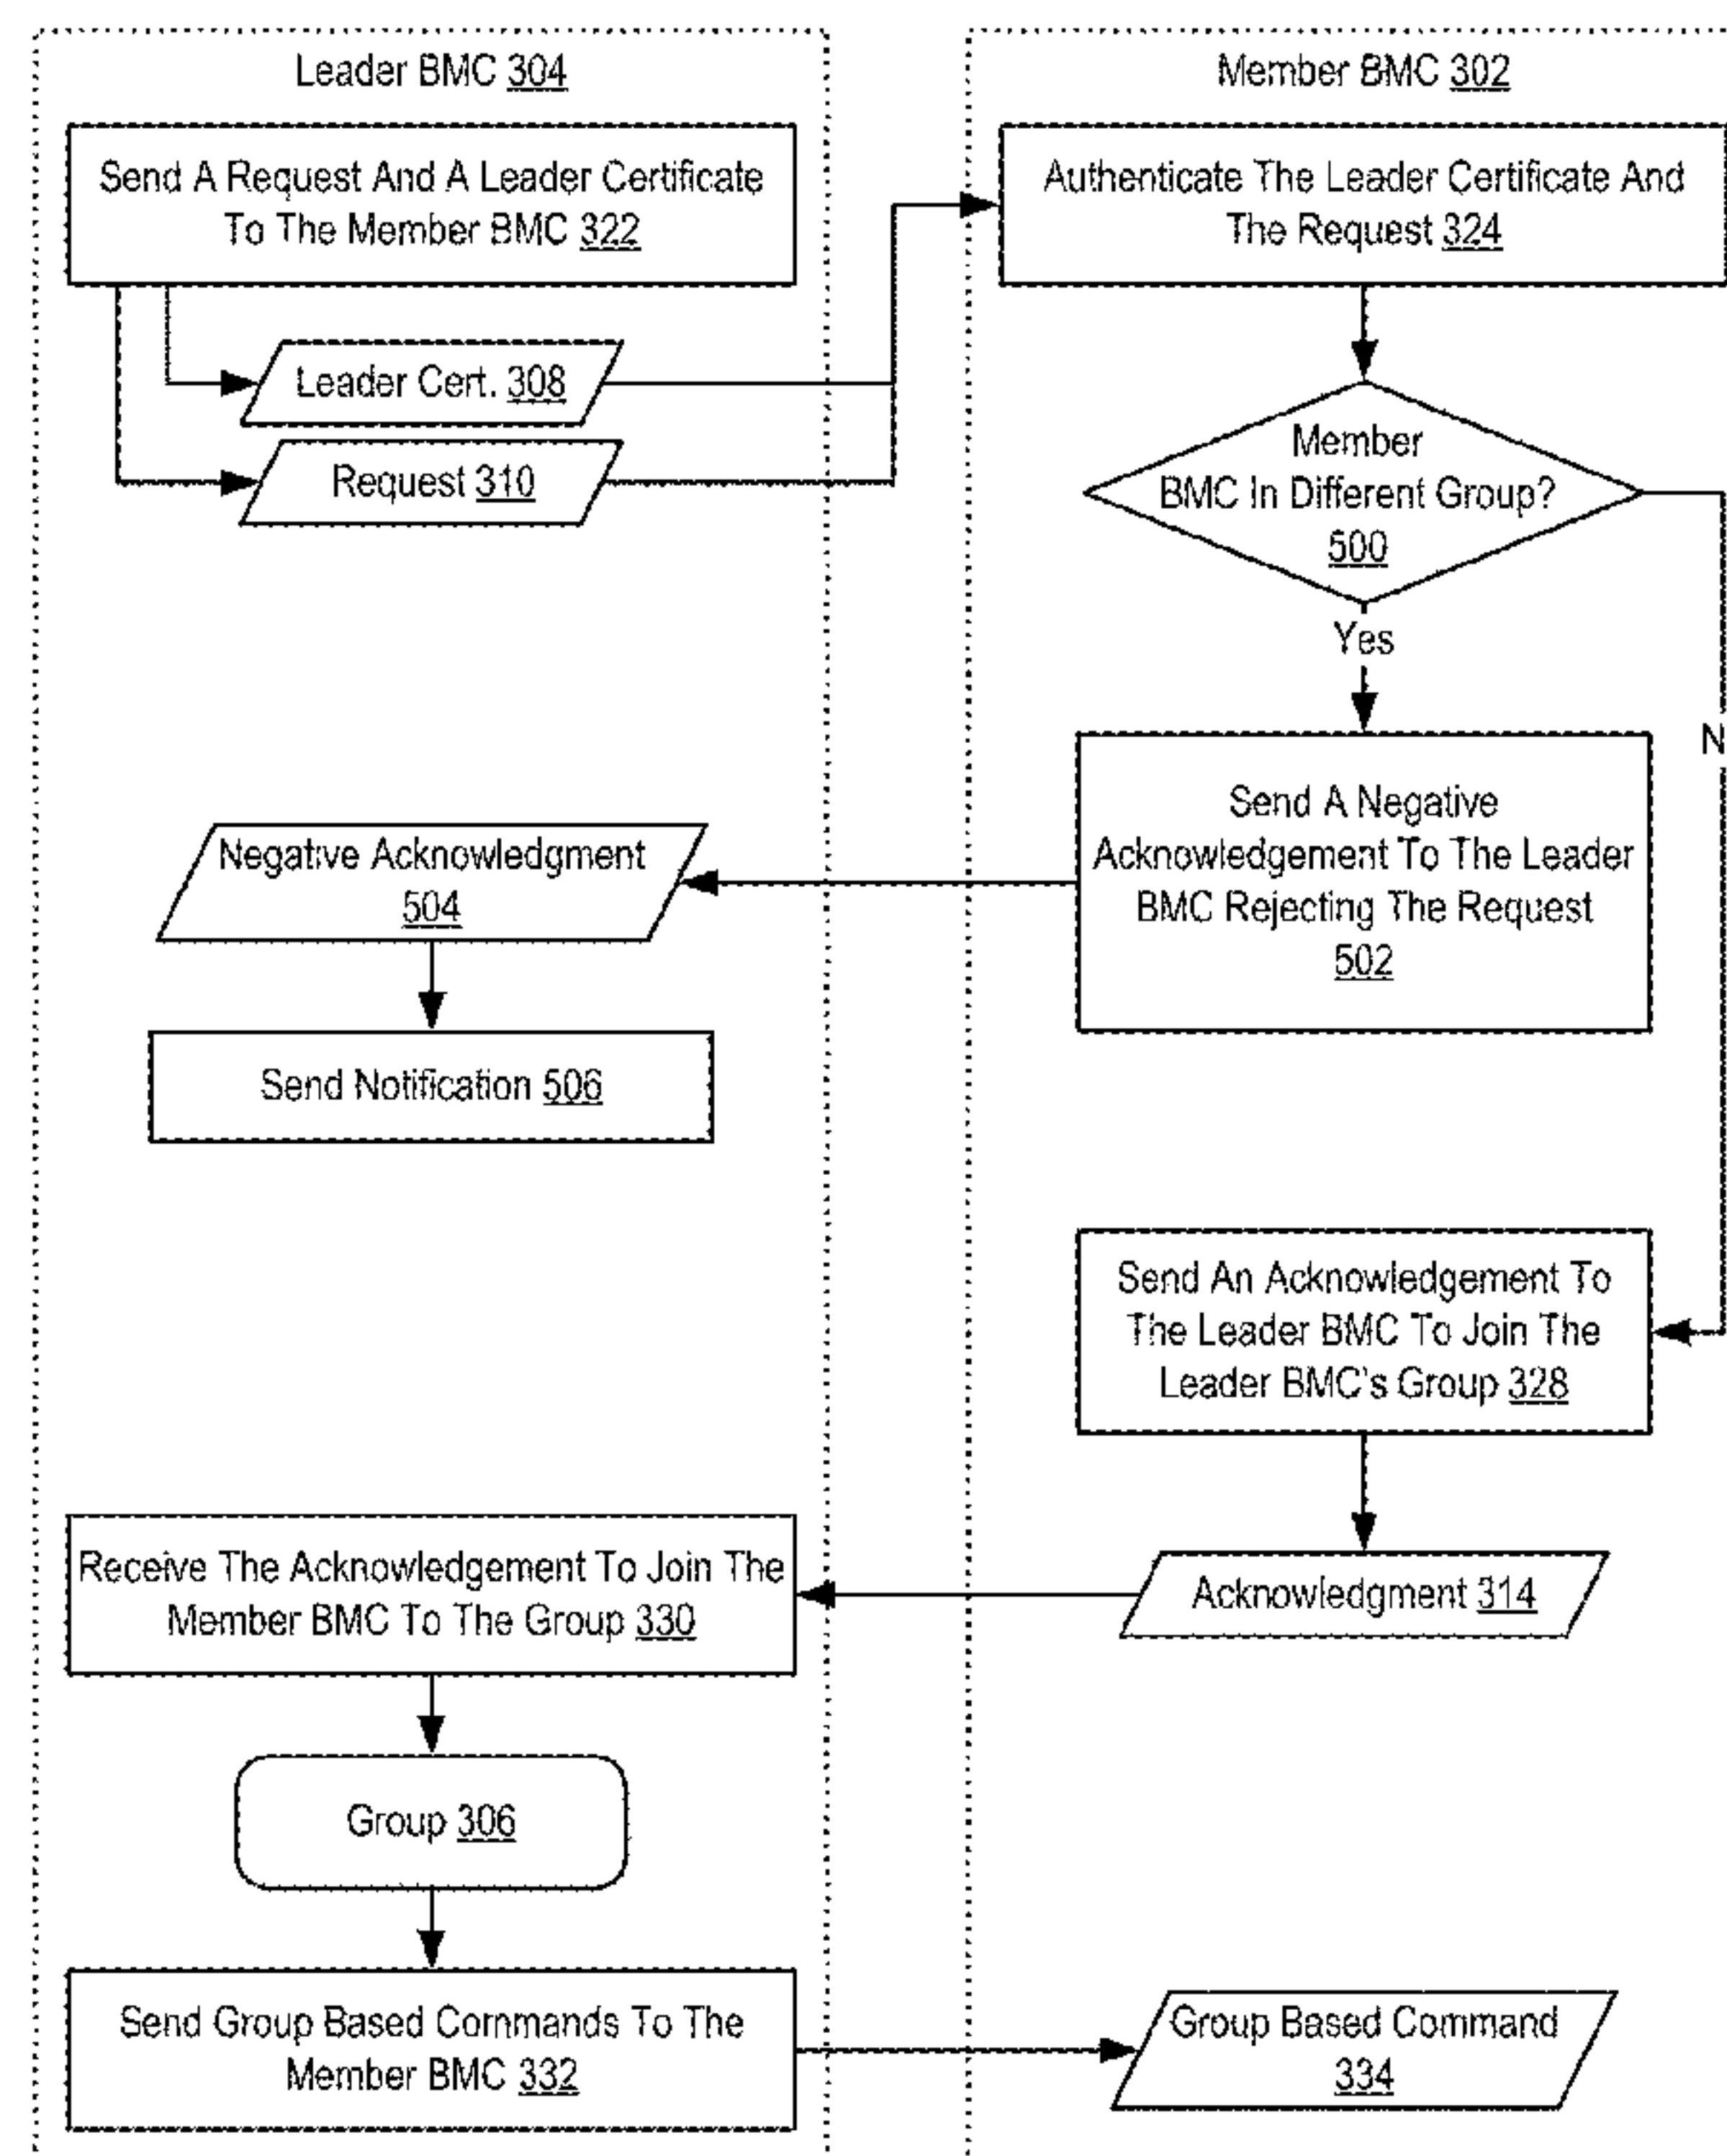 Leader BMC 304
Send A Request And A Leader Certificate
To The Member BMC 322
Leader Cert. 308
Request 310
Member BMC 302
Authenticate The Leader Certificate And
The Request 324
Member
BMC In Different Group?
500
Yes
N
Send A Negative
Acknowledgement To The Leader
BMC Rejecting The Request
502
Negative Acknowledgment
504
Send Notification 506
Send An Acknowledgement To
The Leader BMC To Join The
Leader BMC's Group 328
Acknowledgment 314
Receive The Acknowledgement To Join The
Member BMC To The Group 330
Group 306
Send Group Based Commands To The
Member BMC 332
Group Based Command
334